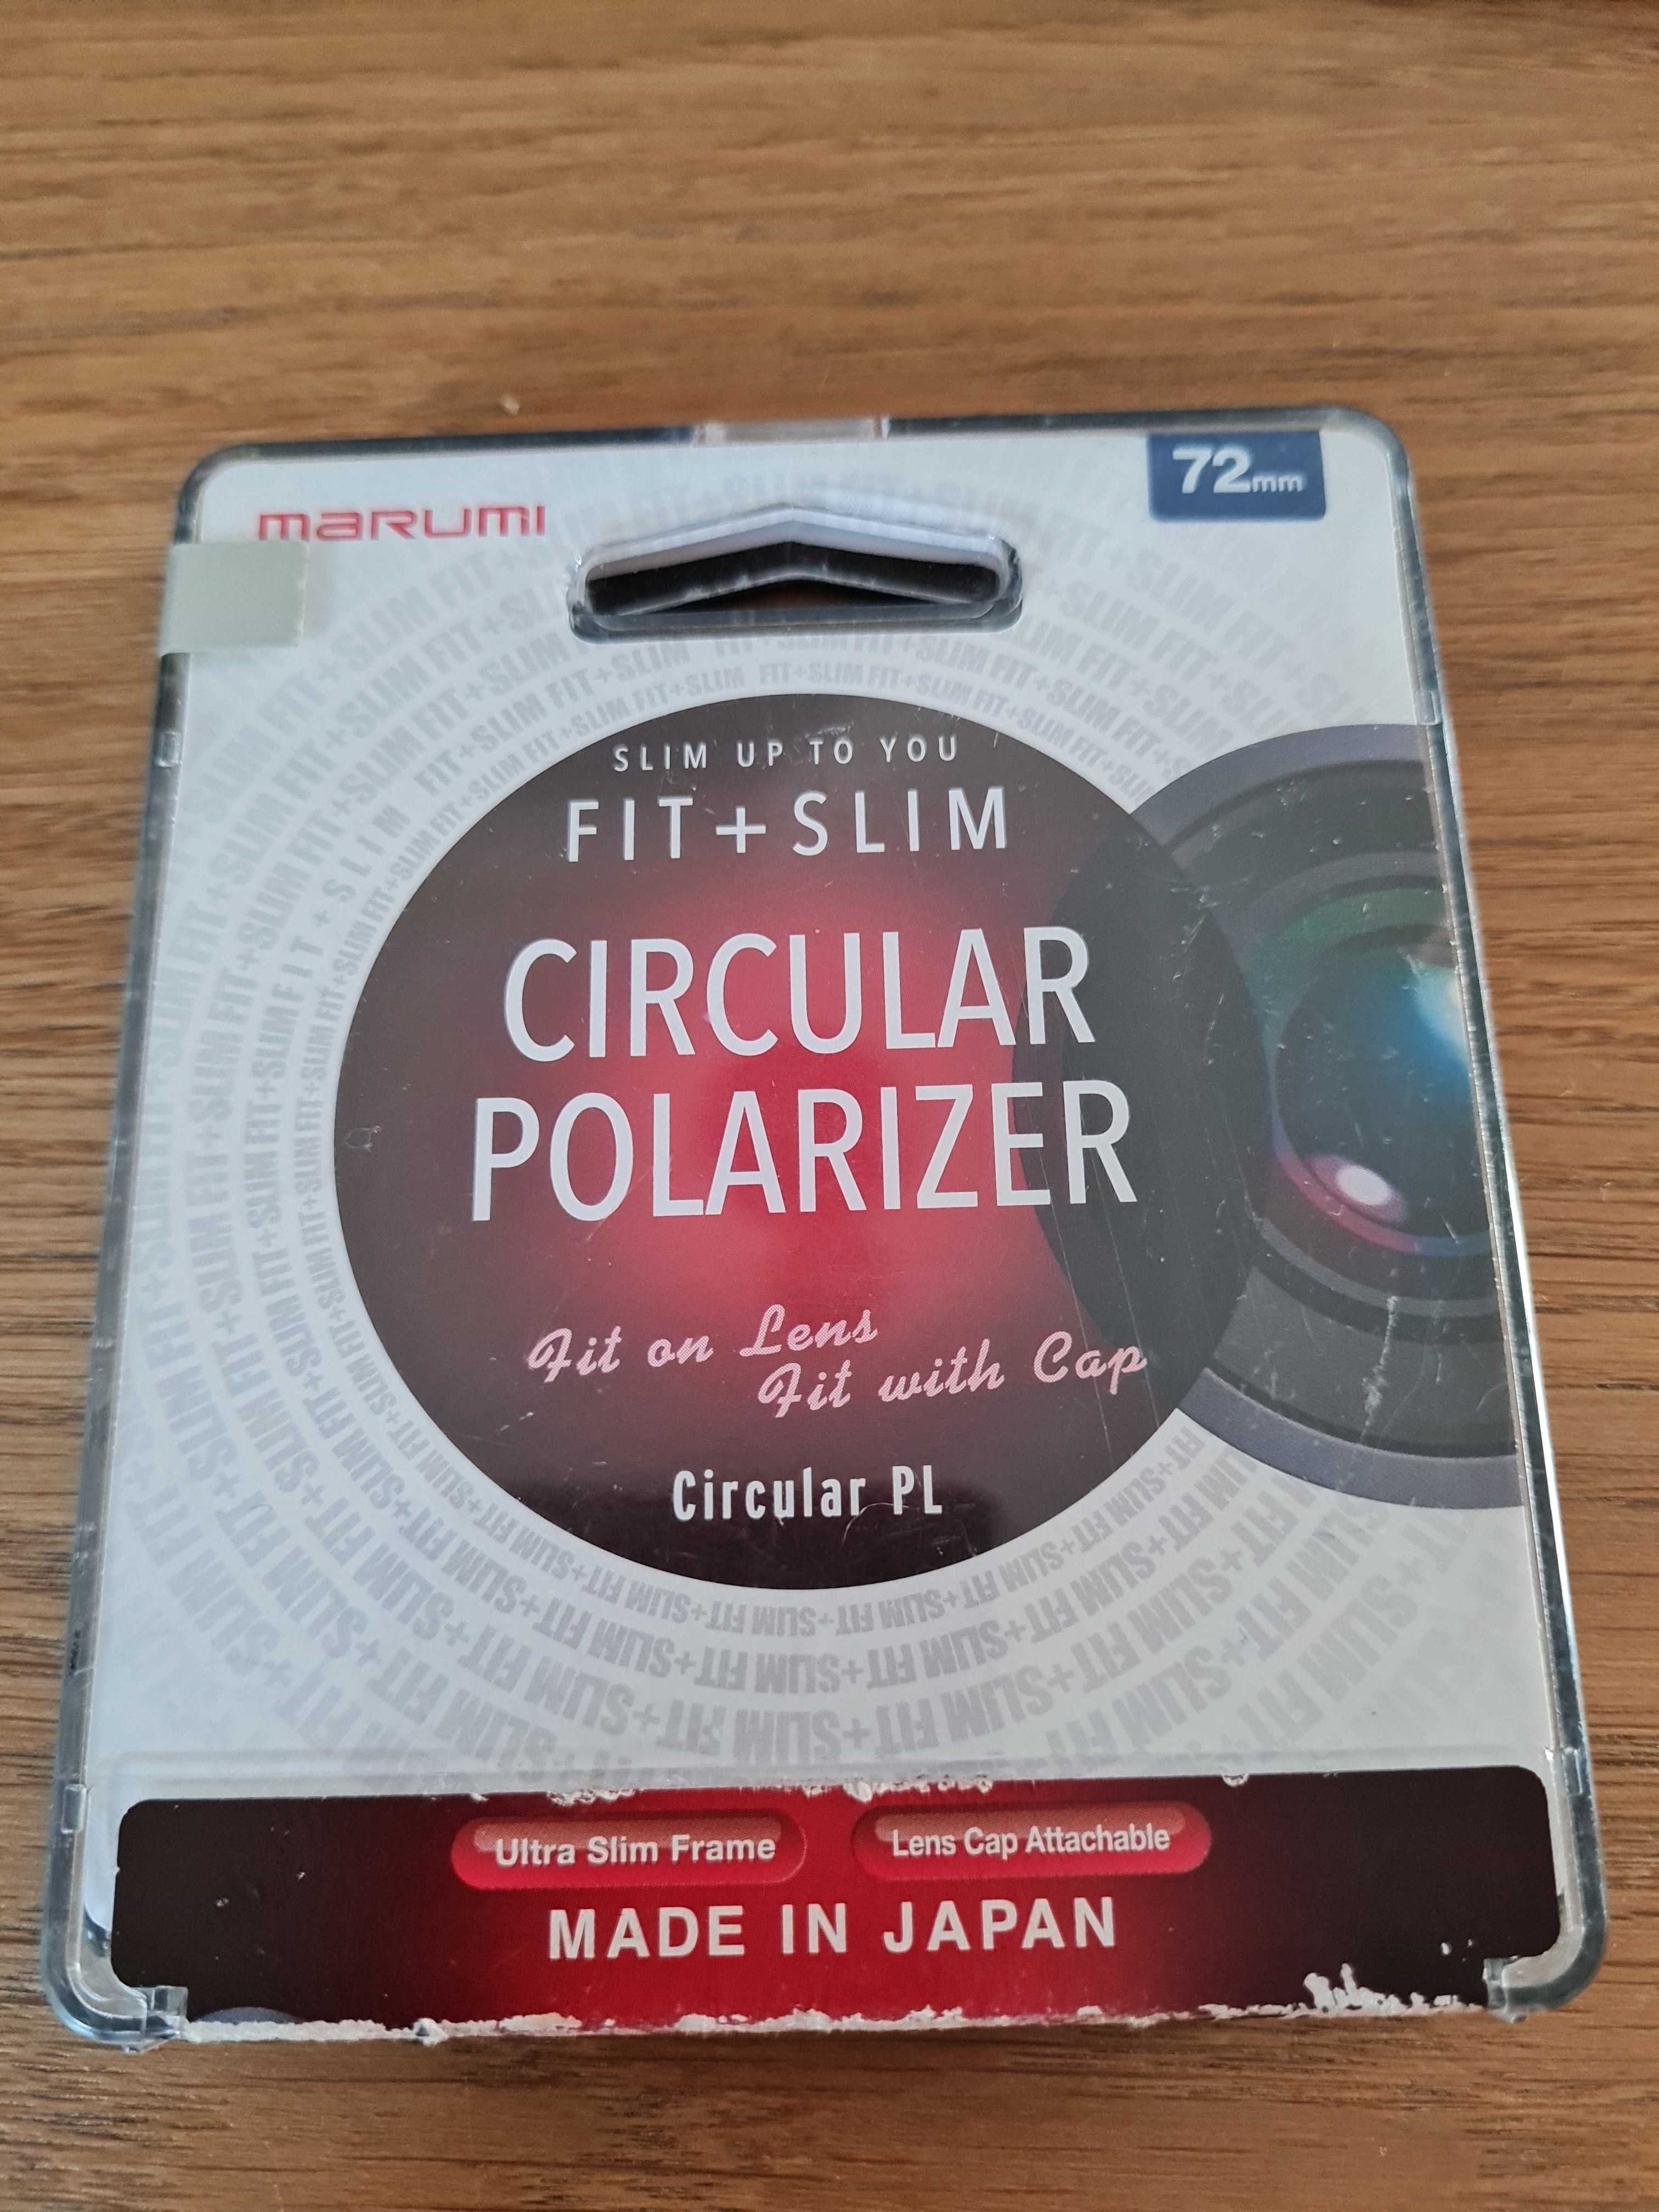 marumi
72mm
SLIM UP TO YOU
FIT+SLIM
CIRCULAR
POLARIZER
Fit on Lens
Fit with Cap
Circular PL
Ultra Slim Frame
Lens Cap Attachable
MADE IN JAPAN